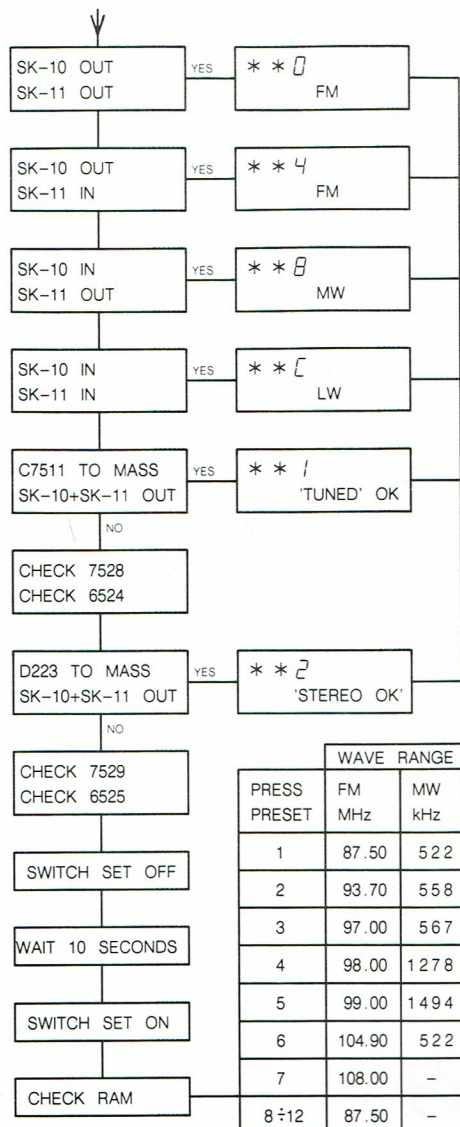 SK-10 OUT
SK-11 OUT
YES
**0
FM
SK-10 OUT
SK-11 IN
YES
**4
FM
SK-10 IN
SK-11 OUT
YES
**8
MW
SK-10 IN
SK-11 IN
YES
**C
LW
C7511 TO MASS
SK-10+SK-11 OUT
YES
**1
'TUNED' OK
NO
CHECK 7528
CHECK 6524
D223 TO MASS
SK-10+SK-11 OUT
YES
**2
'STEREO OK'
NO
CHECK 7529
CHECK 6525
SWITCH SET OFF
WAIT 10 SECONDS
SWITCH SET ON
CHECK RAM
WAVE RANGE
PRESS PRESET FM MHz MW kHz
1 87.50 522
2 93.70 558
3 97.00 567
4 98.00 1278
5 99.00 1494
6 104.90 522
7 108.00 –
8÷12 87.50 –